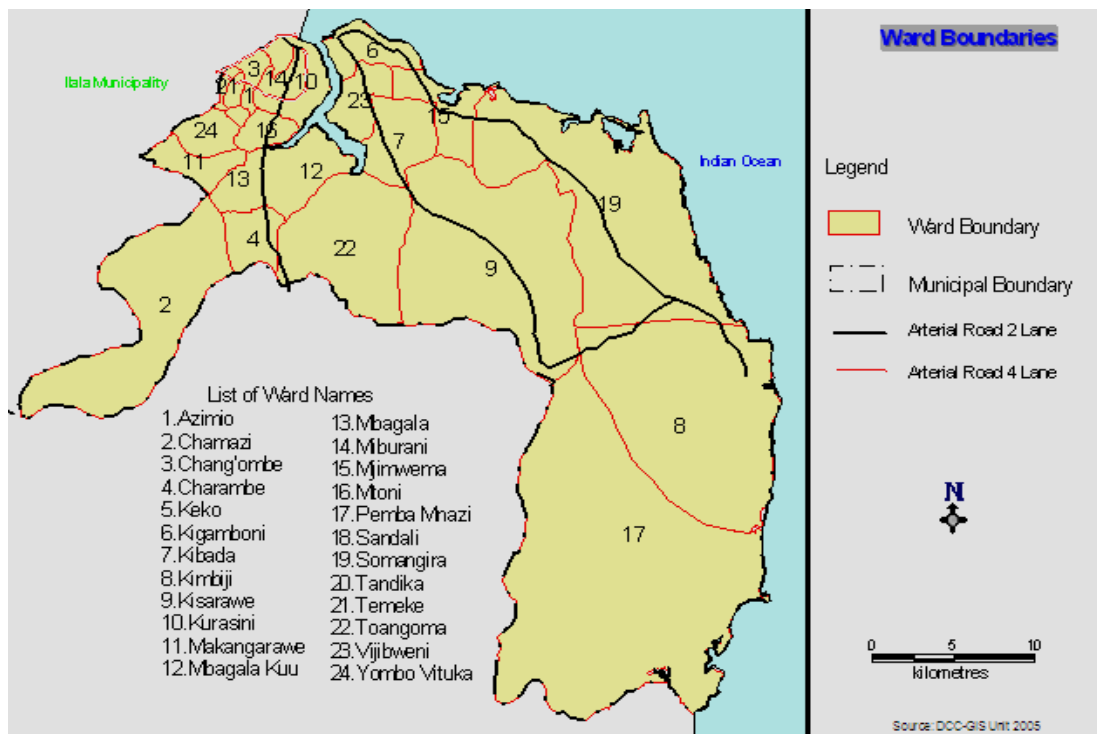 Ward Boundaries
Ilala Municipality
Indian Ocean
6
3
14
10
1
23
24
16
15
7
11
12
13
19
4
22
9
2
8
17
Legend
Ward Boundary
Municipal Boundary
Arterial Road 2 Lane
Arterial Road 4 Lane
List of Ward Names
1.Azimio
2.Chamazi
3.Chang'ombe
4.Charambe
5.Keko
6.Kigamboni
7.Kibada
8.Kimbiji
9.Kisarawe
10.Kurasini
11.Makangarawe
12.Mbagala Kuu
13.Mbagala
14.Miburani
15.Mjimwema
16.Mtoni
17.Pemba Mnazi
18.Sandali
19.Somangira
20.Tandika
21.Temeke
22.Toangoma
23.Vijibweni
24.Yombo Vituka
N
0 5 10
kilometres
Source: DCC-GIS Unit 2005